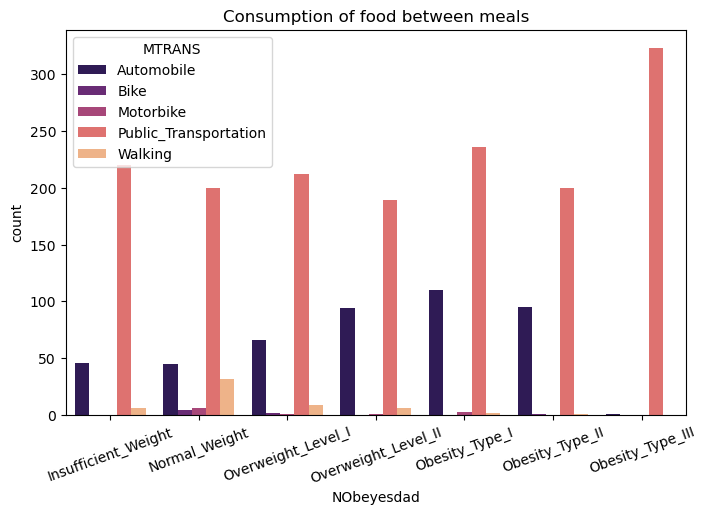 Consumption of food between meals
MTRANS
Automobile
Bike
Motorbike
Public_Transportation
Walking
300
250
200
150
100
50
0
count
Insufficient_Weight
Normal_Weight
Overweight_Level_I
Overweight_Level_II
Obesity_Type_I
Obesity_Type_II
Obesity_Type_III
NObeyesdad